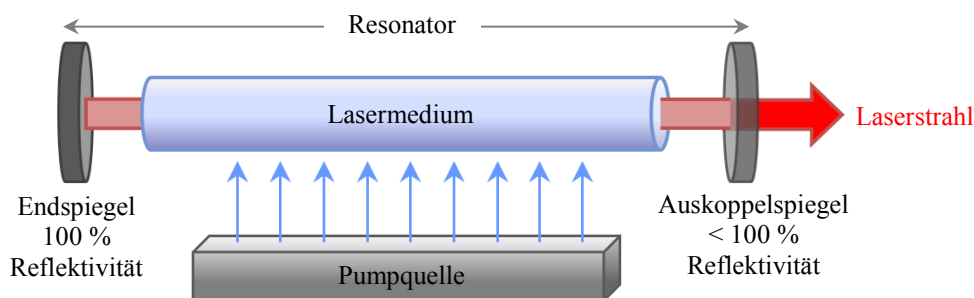 Resonator
Lasermedium
Laserstrahl
Endspiegel
100 %
Reflektivität
Auskoppelspiegel
< 100 %
Reflektivität
Pumpquelle